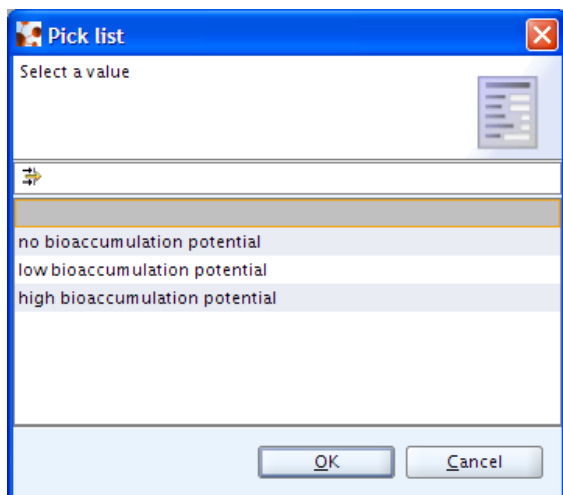 Pick list
Select a value
no bioaccumulation potential
low bioaccumulation potential
high bioaccumulation potential
OK
Cancel